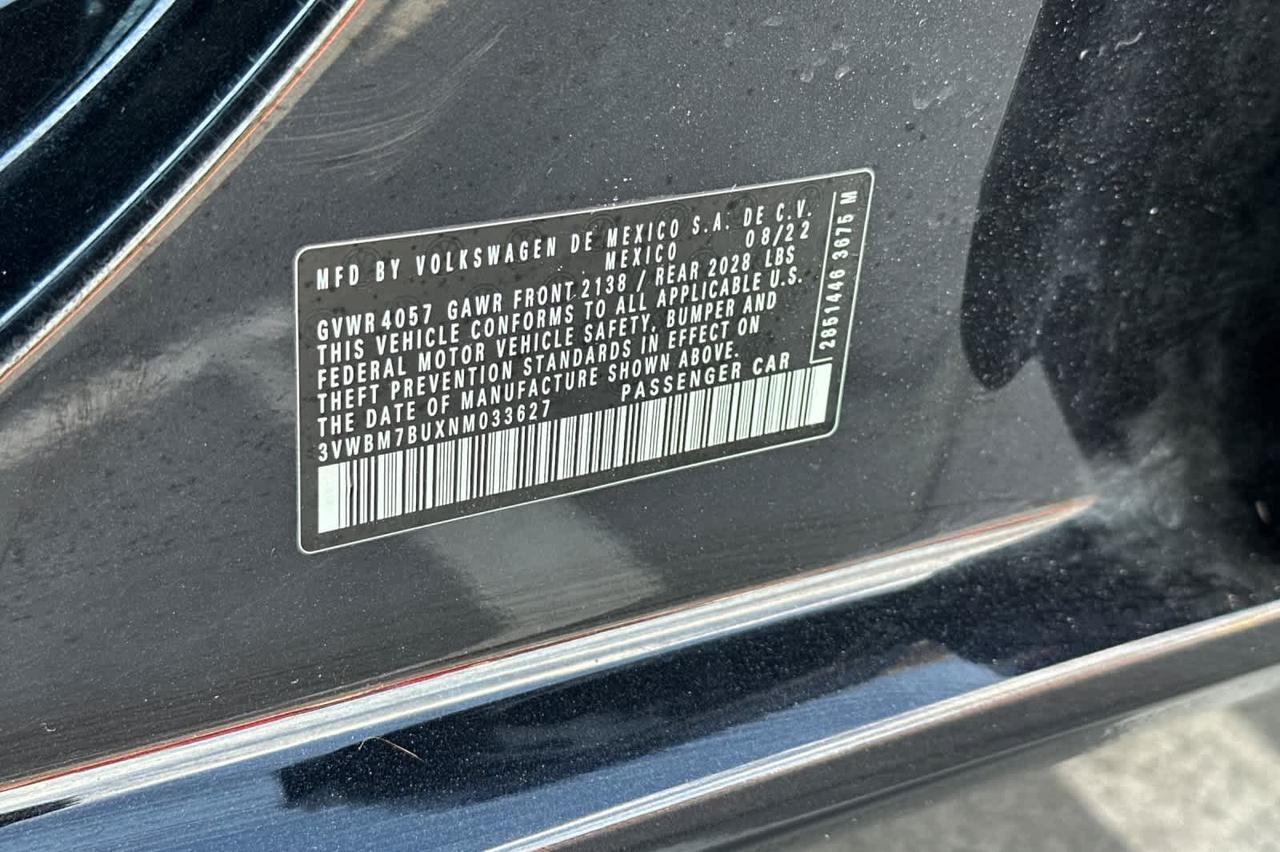 MFD BY VOLKSWAGEN DE MEXICO S.A. DE C.V.
MEXICO 08/22
GVWR 4057 GAWR FRONT 2138 / REAR 2028 LBS
THIS VEHICLE CONFORMS TO ALL APPLICABLE U.S.
FEDERAL MOTOR VEHICLE SAFETY, BUMPER AND
THEFT PREVENTION STANDARDS IN EFFECT ON
THE DATE OF MANUFACTURE SHOWN ABOVE.
3VWBM7BUXNM033627 PASSENGER CAR
2851446 3675 M